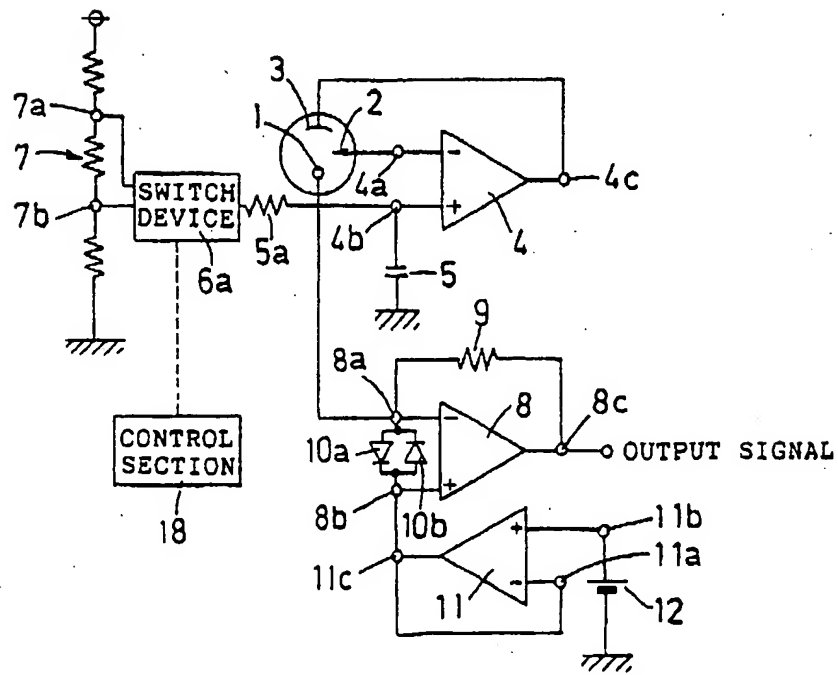 3
2
1
7a
7
7b
SWITCH
DEVICE
6a
5a
4a
4b
-
+
4
4c
5
9
8a
8
8c
-
+
OUTPUT SIGNAL
CONTROL
SECTION
18
10a
10b
8b
11c
11
+
-
11b
11a
12